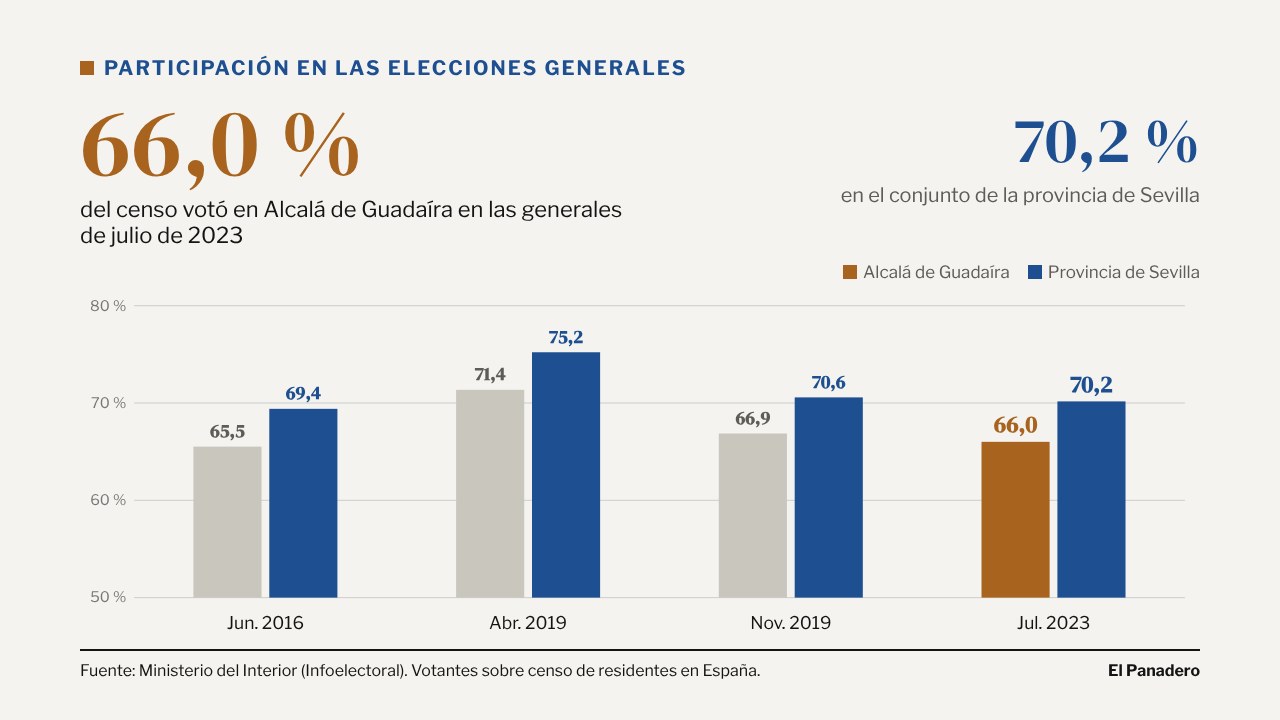 PARTICIPACIÓN EN LAS ELECCIONES GENERALES
66,0 %
del censo votó en Alcalá de Guadaíra en las generales
de julio de 2023
70,2 %
en el conjunto de la provincia de Sevilla
Alcalá de Guadaíra
Provincia de Sevilla
80 %
70 %
60 %
50 %
65,5
69,4
71,4
75,2
66,9
70,6
66,0
70,2
Jun. 2016
Abr. 2019
Nov. 2019
Jul. 2023
Fuente: Ministerio del Interior (Infoelectoral). Votantes sobre censo de residentes en España.
El Panadero